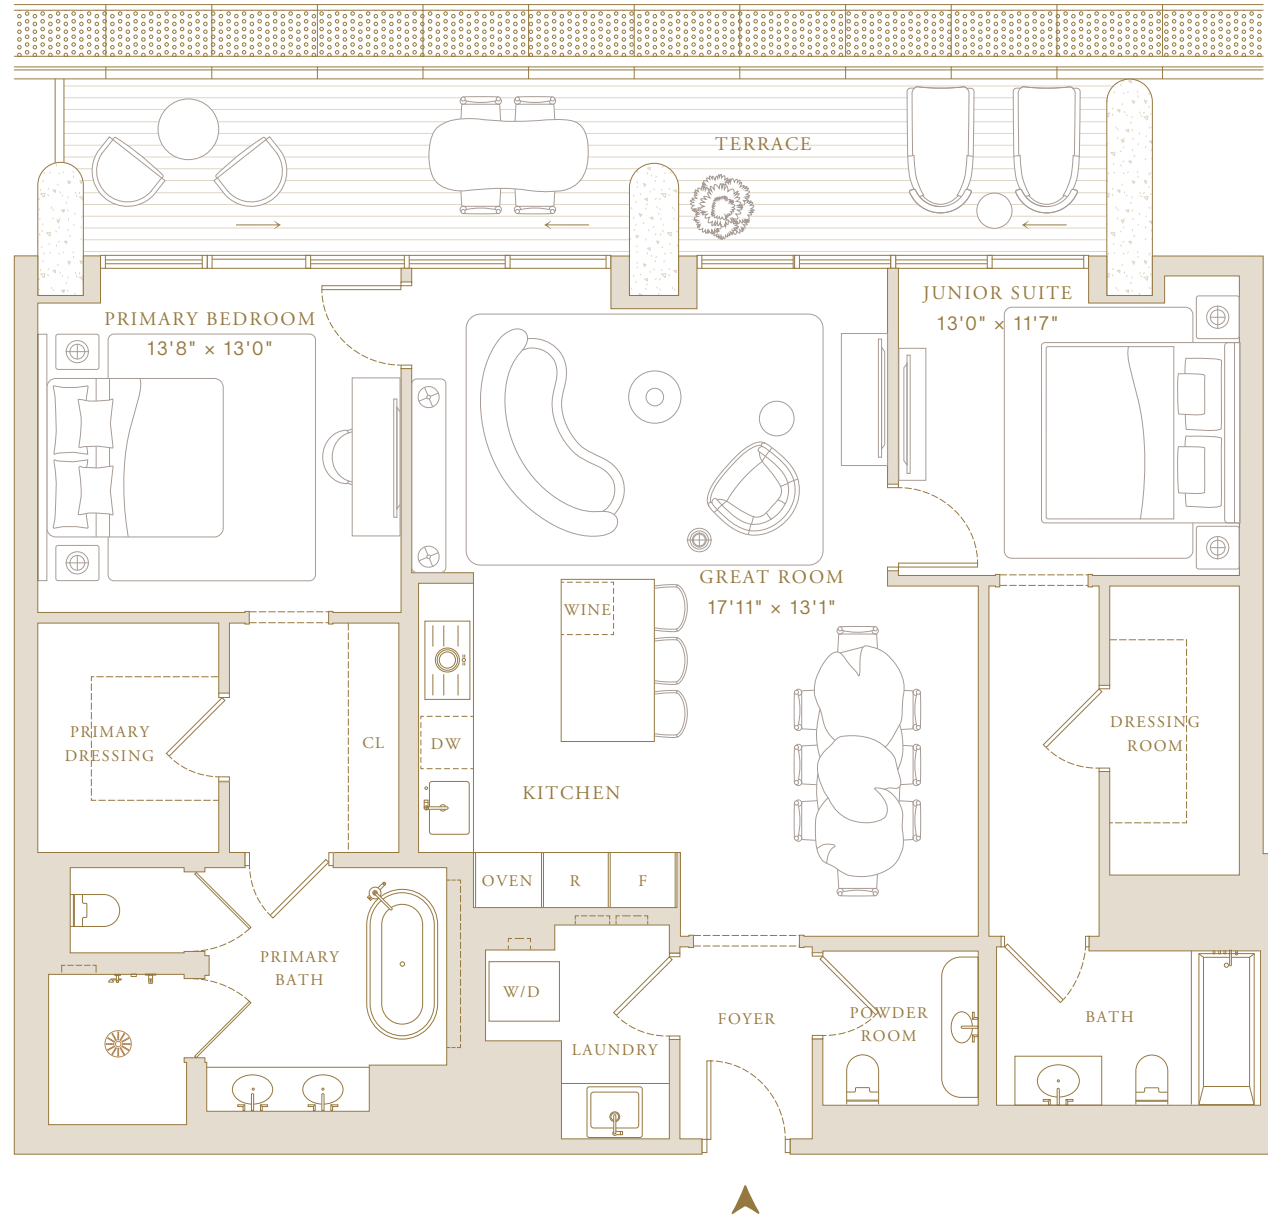 TERRACE
PRIMARY BEDROOM
13'8" × 13'0"
JUNIOR SUITE
13'0" × 11'7"
GREAT ROOM
17'11" × 13'1"
WINE
PRIMARY
DRESSING
CL
DW
KITCHEN
DRESSING
ROOM
OVEN
R
F
PRIMARY
BATH
W/D
LAUNDRY
FOYER
POWDER
ROOM
BATH